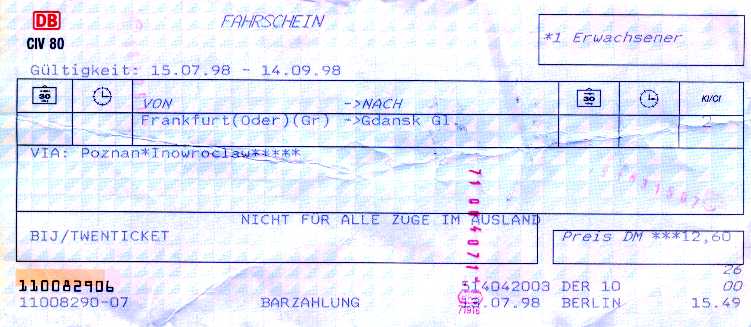 DB
FAHRSCHEIN
CIV 80
*1 Erwachsener
Gültigkeit: 15.07.98 - 14.09.98
VON ->NACH Kl/Cl
Frankfurt(Oder)(Gr) ->Gdansk Gl. 2
VIA: Poznan*Inowroclaw*****
NICHT FÜR ALLE ZÜGE IM AUSLAND
BIJ/TWENTICKET
Preis DM ***12,60
26
110082906 514042003 DER 10 00
11008290-07 BARZAHLUNG 13.07.98 BERLIN 15.49